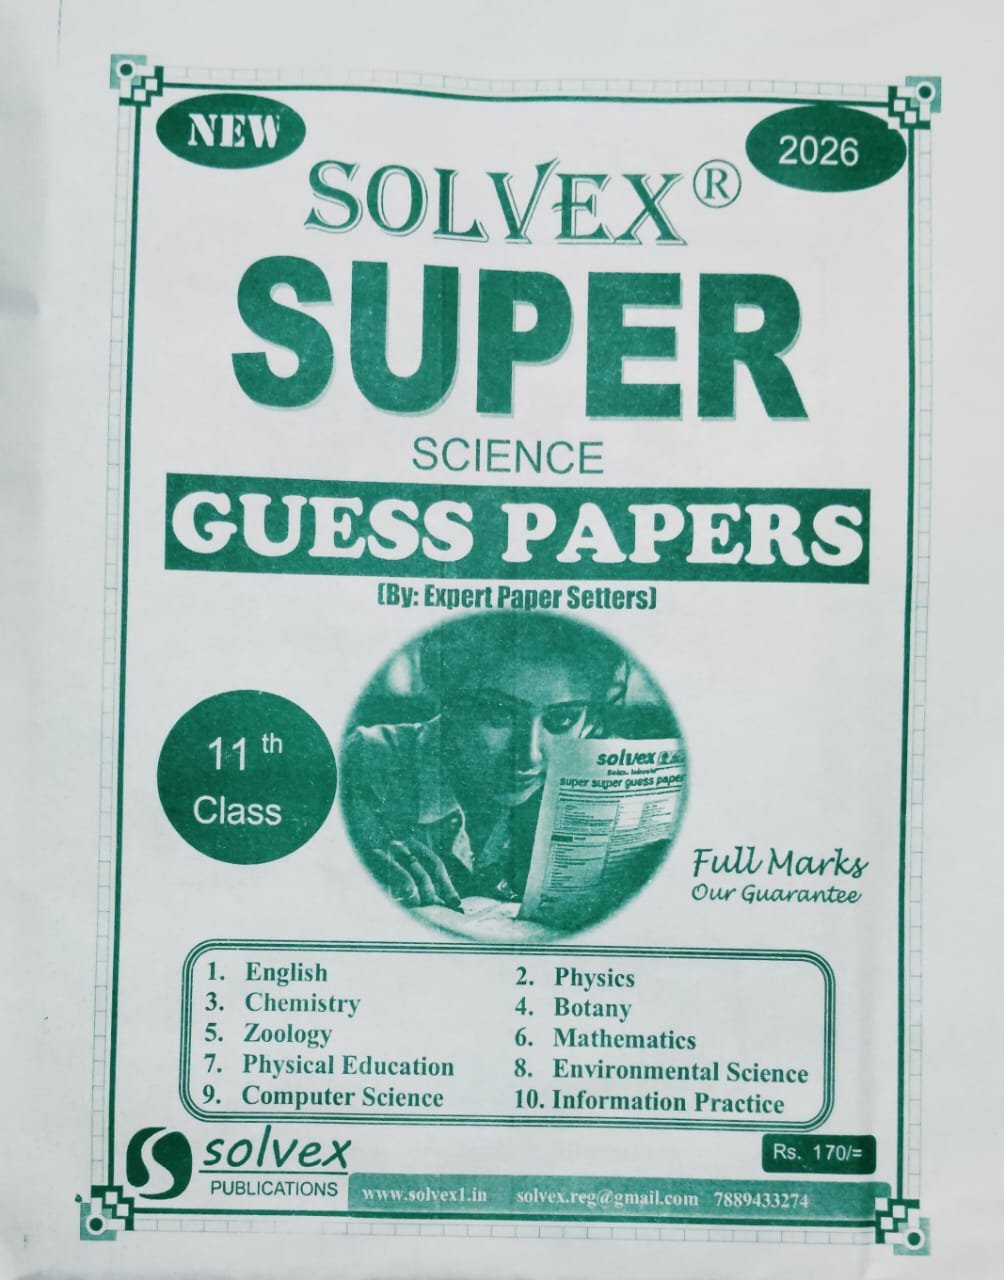 NEW
2026
SOLVEX®
SUPER
SCIENCE
GUESS PAPERS
(By: Expert Paper Setters)
11th
Class
solvex
super super guess paper
Full Marks
Our Guarantee
1. English
2. Physics
3. Chemistry
4. Botany
5. Zoology
6. Mathematics
7. Physical Education
8. Environmental Science
9. Computer Science
10. Information Practice
solvex
PUBLICATIONS
Rs. 170/=
www.solvex1.in solvex.reg@gmail.com 7889433274